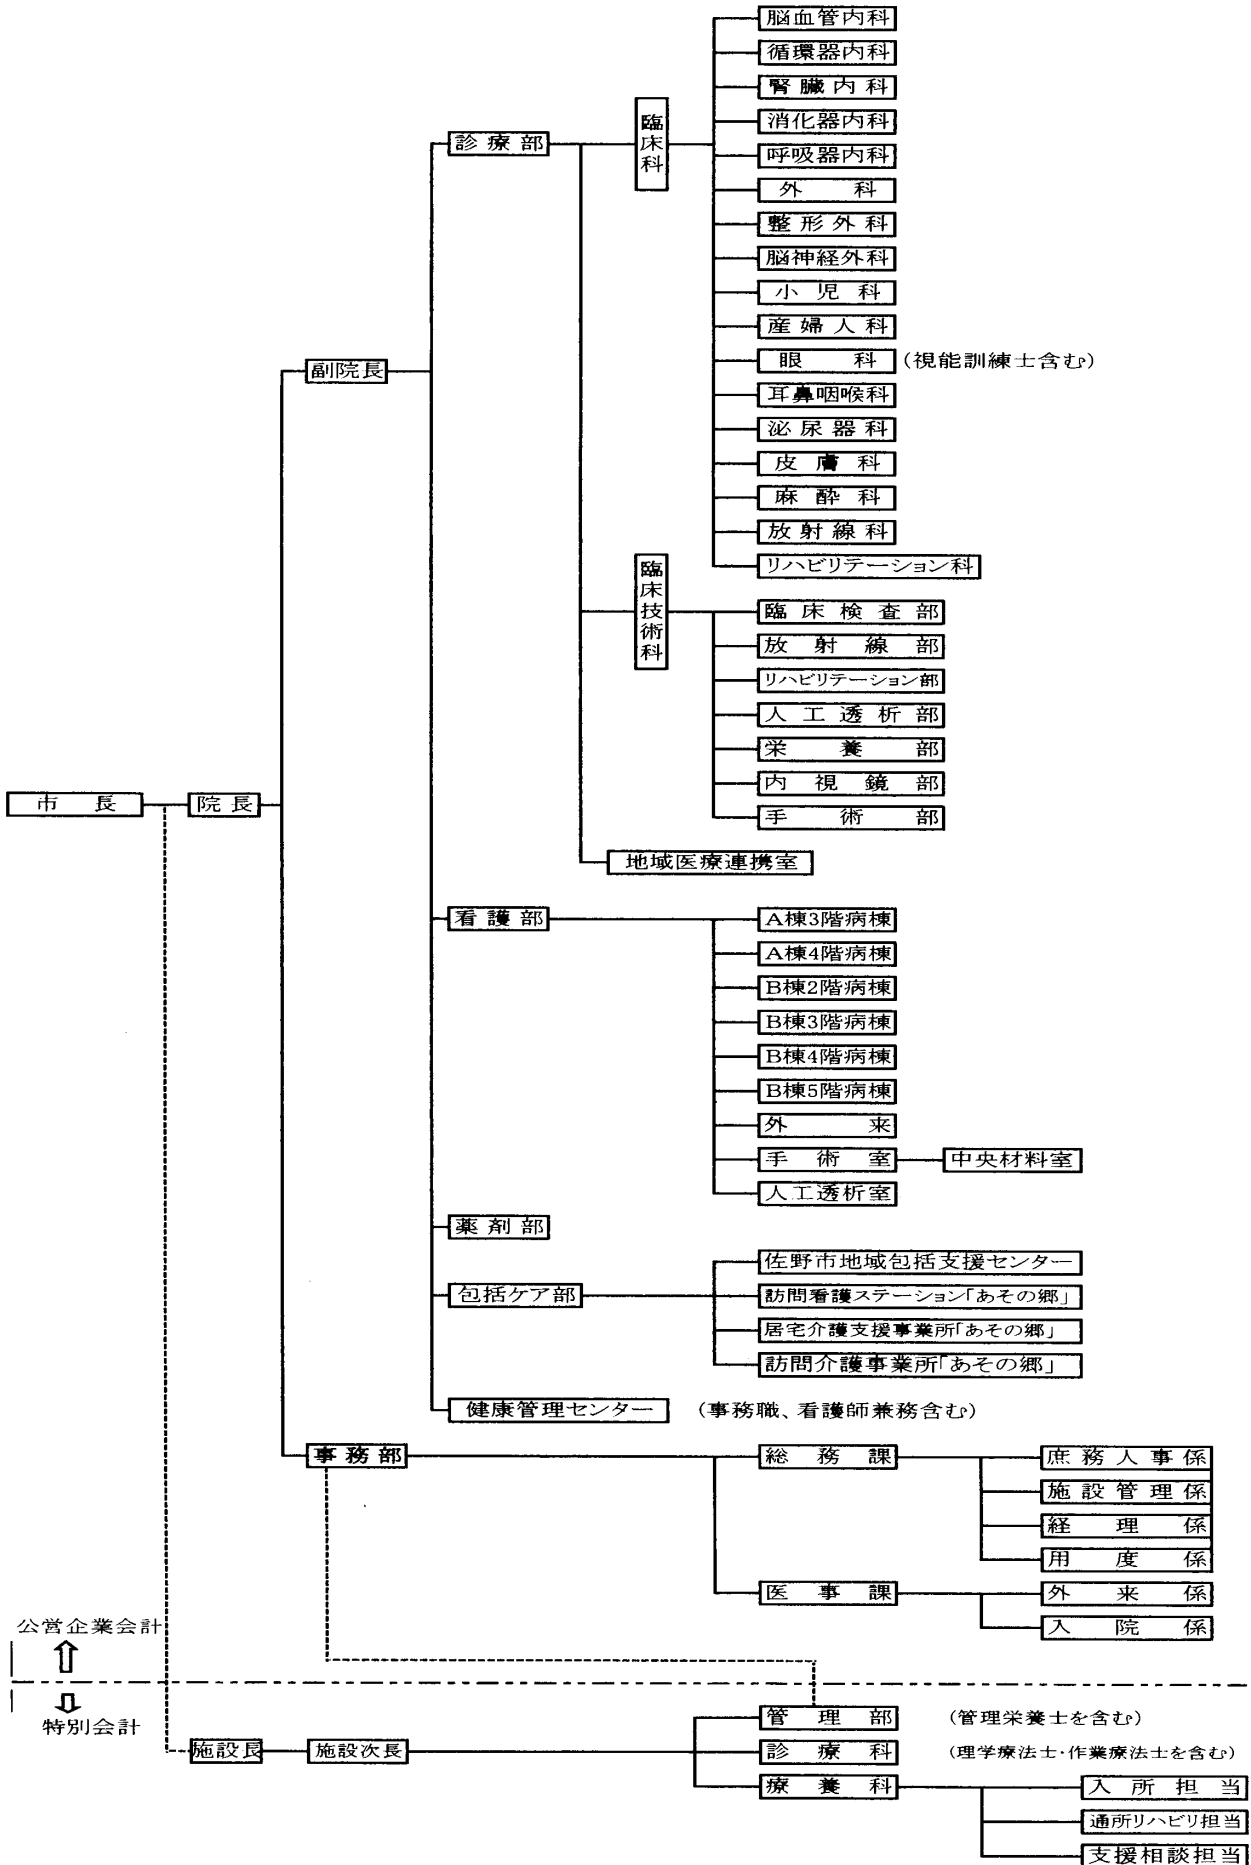 脳血管内科
循環器内科
腎臓内科
消化器内科
呼吸器内科
外科
整形外科
脳神経外科
小児科
産婦人科
眼科 (視能訓練士含む)
耳鼻咽喉科
泌尿器科
皮膚科
麻酔科
放射線科
リハビリテーション科
臨床科
診療部
副院長
臨床技術科
臨床検査部
放射線部
リハビリテーション部
人工透析部
栄養部
内視鏡部
手術部
市長
院長
地域医療連携室
看護部
A棟3階病棟
A棟4階病棟
B棟2階病棟
B棟3階病棟
B棟4階病棟
B棟5階病棟
外来
手術室 中央材料室
人工透析室
薬剤部
包括ケア部
佐野市地域包括支援センター
訪問看護ステーション「あその郷」
居宅介護支援事業所「あその郷」
訪問介護事業所「あその郷」
健康管理センター (事務職、看護師兼務含む)
事務部
総務課
庶務人事係
施設管理係
経理係
用度係
医事課
外来係
入院係
公営企業会計
特別会計
施設長
施設次長
管理部 (管理栄養士を含む)
診療科 (理学療法士・作業療法士を含む)
療養科
入所担当
通所リハビリ担当
支援相談担当